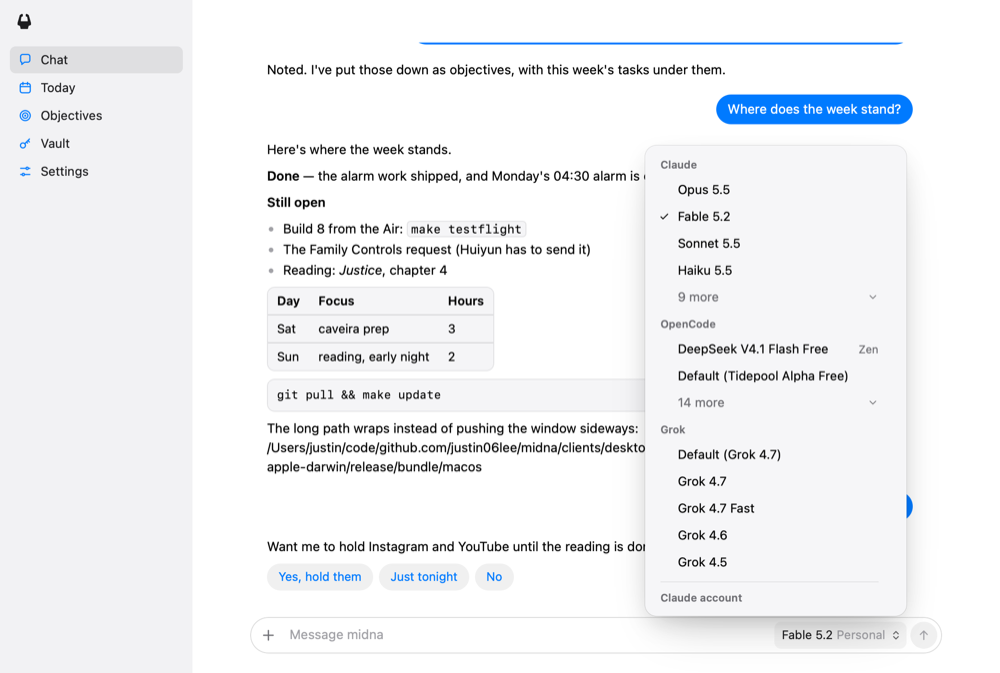 Chat
Today
Objectives
Vault
Settings
Noted. I've put those down as objectives, with this week's tasks under them.
Where does the week stand?
Here's where the week stands.
Done — the alarm work shipped, and Monday's 04:30 alarm is
Still open
Build 8 from the Air: make testflight
The Family Controls request (Huiyun has to send it)
Reading: Justice, chapter 4
Day Focus Hours
Sat caveira prep 3
Sun reading, early night 2
git pull && make update
The long path wraps instead of pushing the window sideways:
/Users/justin/code/github.com/justin06lee/midna/clients/deskto
apple-darwin/release/bundle/macos
Want me to hold Instagram and YouTube until the reading is
Yes, hold them
Just tonight
No
Claude
Opus 5.5
Fable 5.2
Sonnet 5.5
Haiku 5.5
9 more
OpenCode
DeepSeek V4.1 Flash Free Zen
Default (Tidepool Alpha Free)
14 more
Grok
Default (Grok 4.7)
Grok 4.7
Grok 4.7 Fast
Grok 4.6
Grok 4.5
Claude account
Message midna
Fable 5.2 Personal